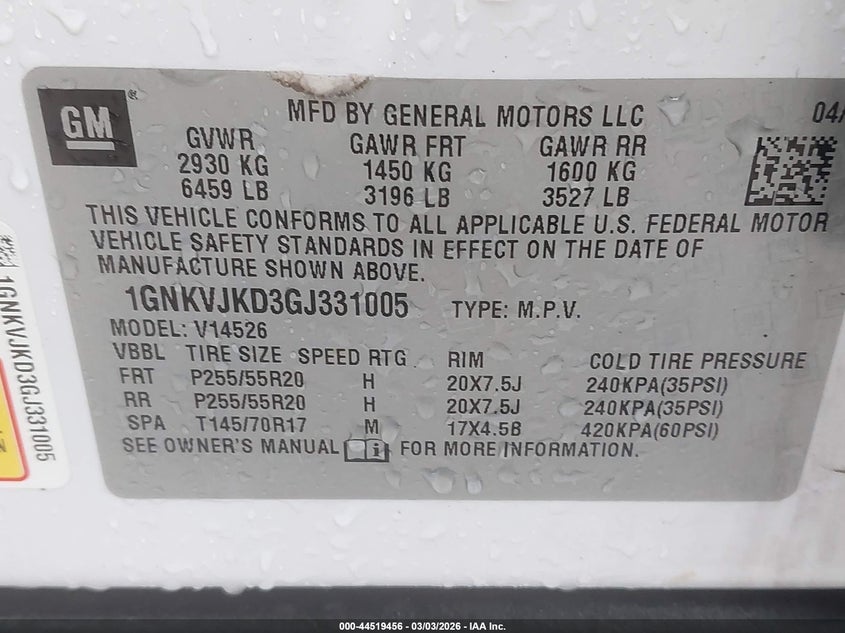 GM
MFD BY GENERAL MOTORS LLC 04/
GVWR GAWR FRT GAWR RR
2930 KG 1450 KG 1600 KG
6459 LB 3196 LB 3527 LB
THIS VEHICLE CONFORMS TO ALL APPLICABLE U.S. FEDERAL MOTOR
VEHICLE SAFETY STANDARDS IN EFFECT ON THE DATE OF
MANUFACTURE SHOWN ABOVE.
1GNKVJKD3GJ331005 TYPE: M.P.V.
MODEL: V14526
VBBL TIRE SIZE SPEED RTG RIM COLD TIRE PRESSURE
FRT P255/55R20 H 20X7.5J 240KPA(35PSI)
RR P255/55R20 H 20X7.5J 240KPA(35PSI)
SPA T145/70R17 M 17X4.5B 420KPA(60PSI)
SEE OWNER'S MANUAL FOR MORE INFORMATION.
1GNKVJKD3GJ331005
000-44519456 - 03/03/2026 - IAA Inc.